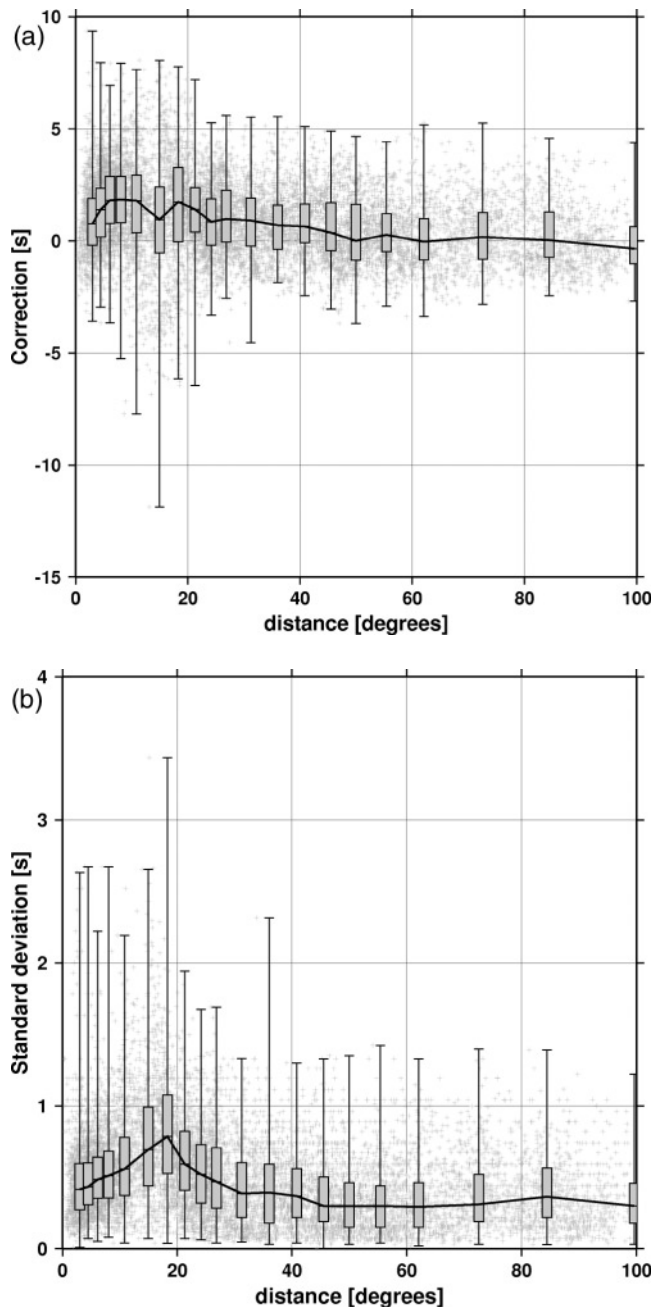 (a)
10
5
0
-5
-10
-15
Correction [s]
0 20 40 60 80 100
distance [degrees]
(b)
4
3
2
1
0
Standard deviation [s]
0 20 40 60 80 100
distance [degrees]